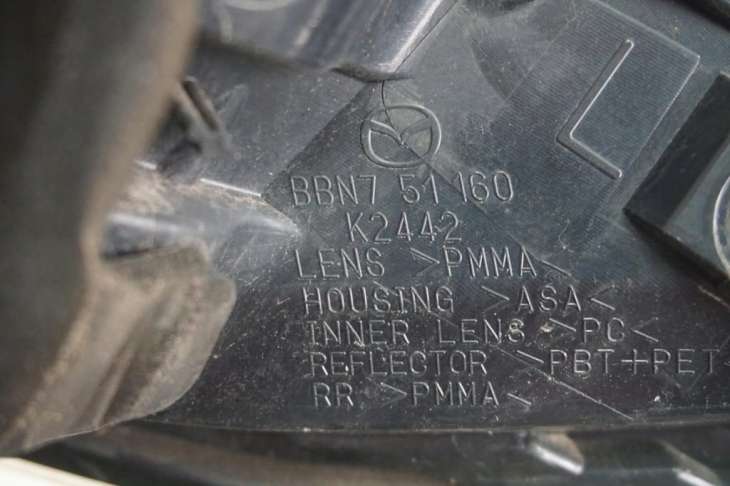 L
BBN7 51 160
K2442
LENS >PMMA<
HOUSING >ASA<
INNER LENS >PC<
REFLECTOR >PBT+PET
RR >PMMA<